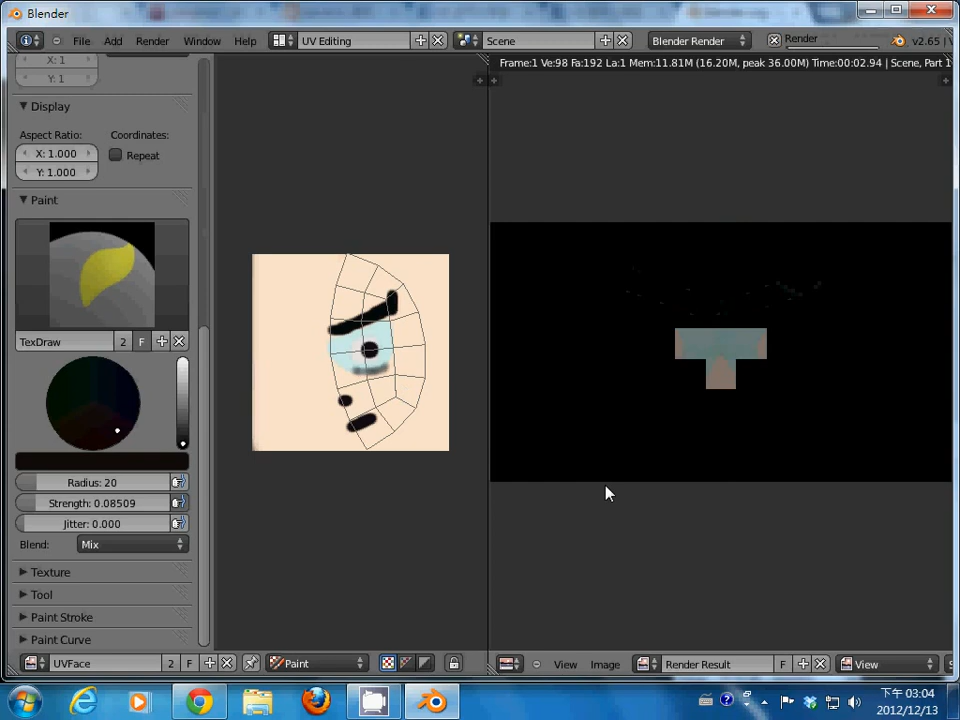 Blender
File Add Render Window Help UV Editing Scene Blender Render Render v2.65
Frame:1 Ve:98 Fa:192 La:1 Mem:11.81M (16.20M, peak 36.00M) Time:00:02.94 | Scene, Part 1
X: 1
Y: 1
Display
Aspect Ratio: Coordinates:
X: 1.000 Repeat
Y: 1.000
Paint
TexDraw 2 F
Radius: 20
Strength: 0.08509
Jitter: 0.000
Blend: Mix
Texture
Tool
Paint Stroke
Paint Curve
UVFace 2 F Paint View Image Render Result F View
下午 03:04
2012/12/13